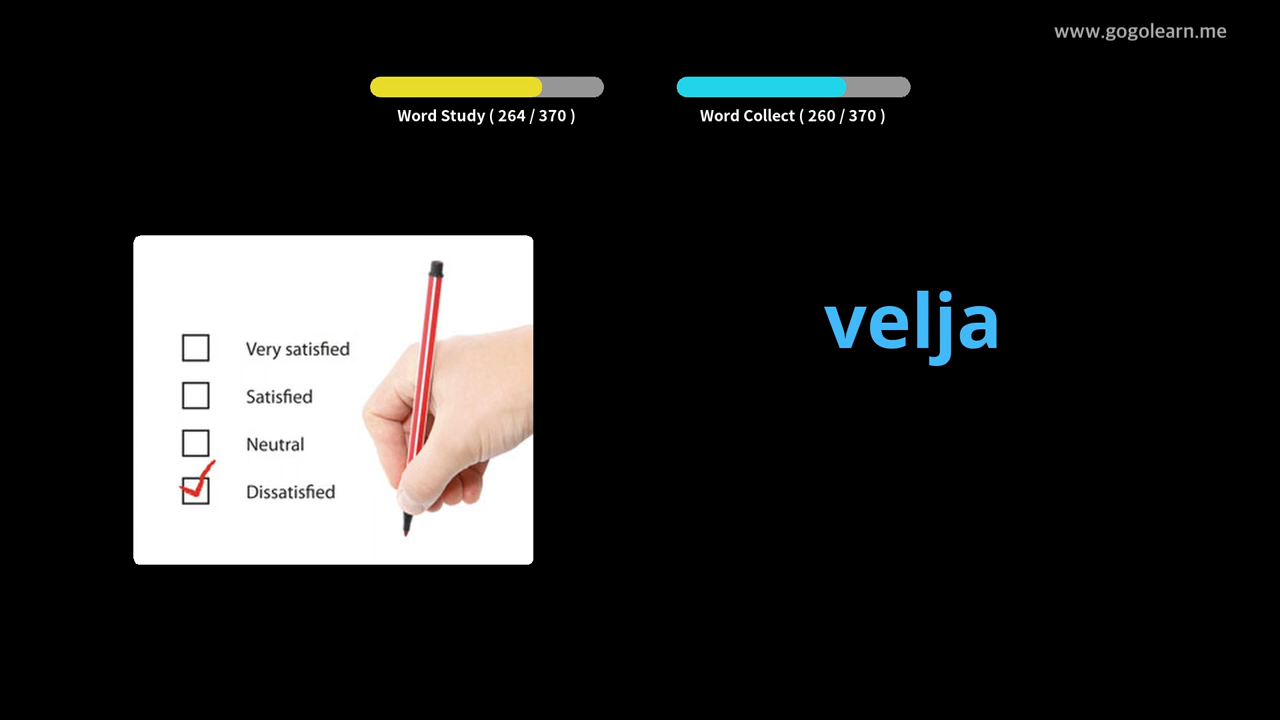 www.gogolearn.me
Word Study ( 264 / 370 )
Word Collect ( 260 / 370 )
velja
Very satisfied
Satisfied
Neutral
Dissatisfied